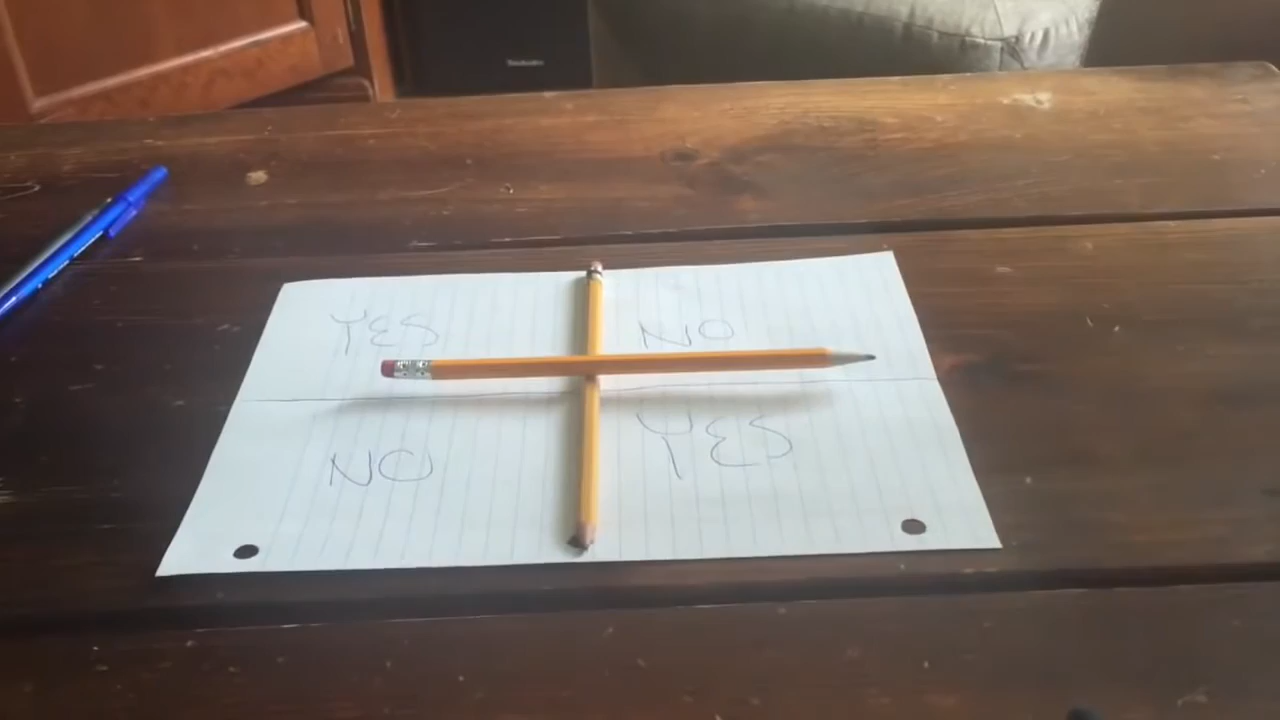 YES NO
NO YES